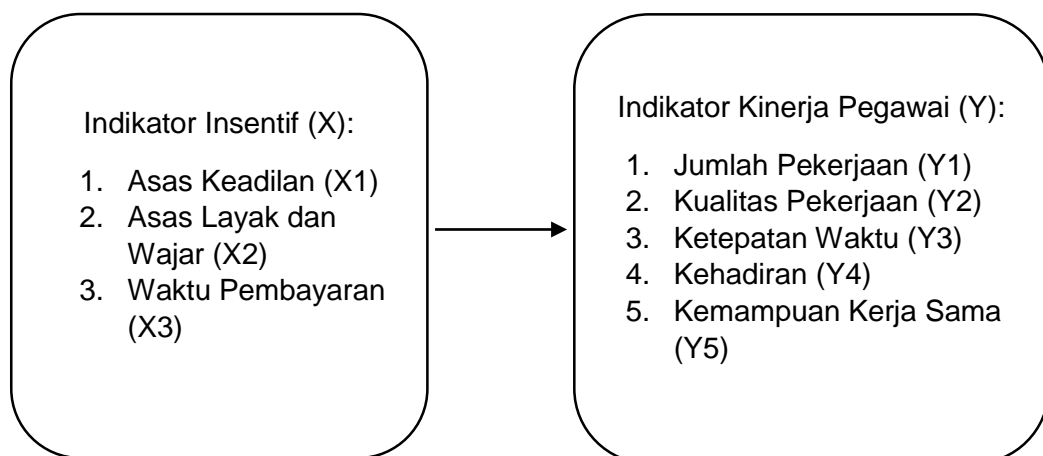 Indikator Insentif (X):
1. Asas Keadilan (X1)
2. Asas Layak dan
Wajar (X2)
3. Waktu Pembayaran
(X3)
Indikator Kinerja Pegawai (Y):
1. Jumlah Pekerjaan (Y1)
2. Kualitas Pekerjaan (Y2)
3. Ketepatan Waktu (Y3)
4. Kehadiran (Y4)
5. Kemampuan Kerja Sama
(Y5)